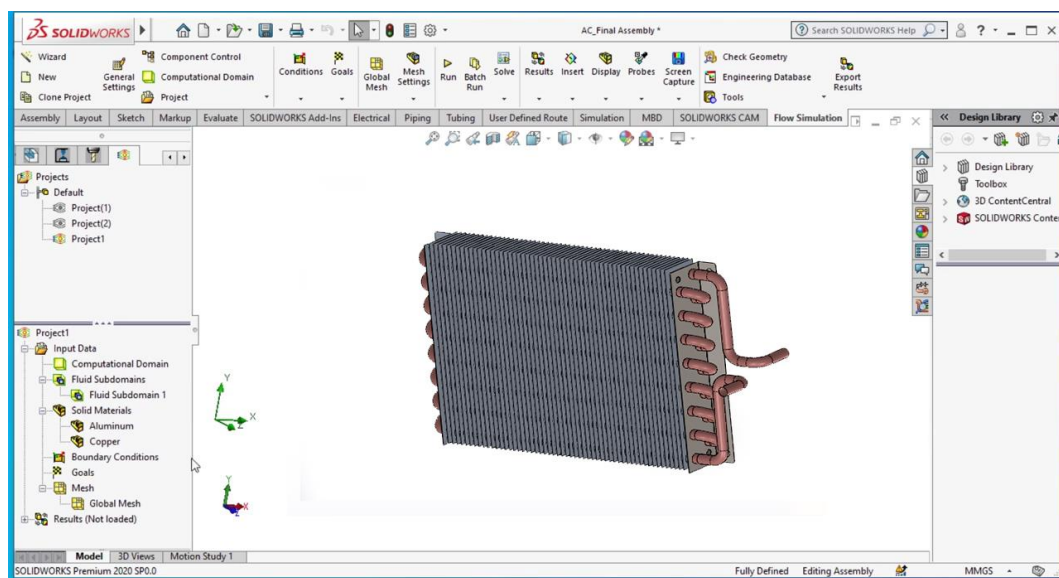 SOLIDWORKS
AC_Final Assembly *
Search SOLIDWORKS Help
Wizard
New
Clone Project
General Settings
Component Control
Computational Domain
Project
Conditions
Goals
Global Mesh
Mesh Settings
Run
Batch Run
Solve
Results
Insert
Display
Probes
Screen Capture
Check Geometry
Engineering Database
Tools
Export Results
Assembly
Layout
Sketch
Markup
Evaluate
SOLIDWORKS Add-Ins
Electrical
Piping
Tubing
User Defined Route
Simulation
MBD
SOLIDWORKS CAM
Flow Simulation
Design Library
Design Library
Toolbox
3D ContentCentral
SOLIDWORKS Conte
Projects
Default
Project(1)
Project(2)
Project1
Project1
Input Data
Computational Domain
Fluid Subdomains
Fluid Subdomain 1
Solid Materials
Aluminum
Copper
Boundary Conditions
Goals
Mesh
Global Mesh
Results (Not loaded)
Y
X
Z
Y
X
Z
Model
3D Views
Motion Study 1
SOLIDWORKS Premium 2020 SP0.0
Fully Defined
Editing Assembly
MMGS